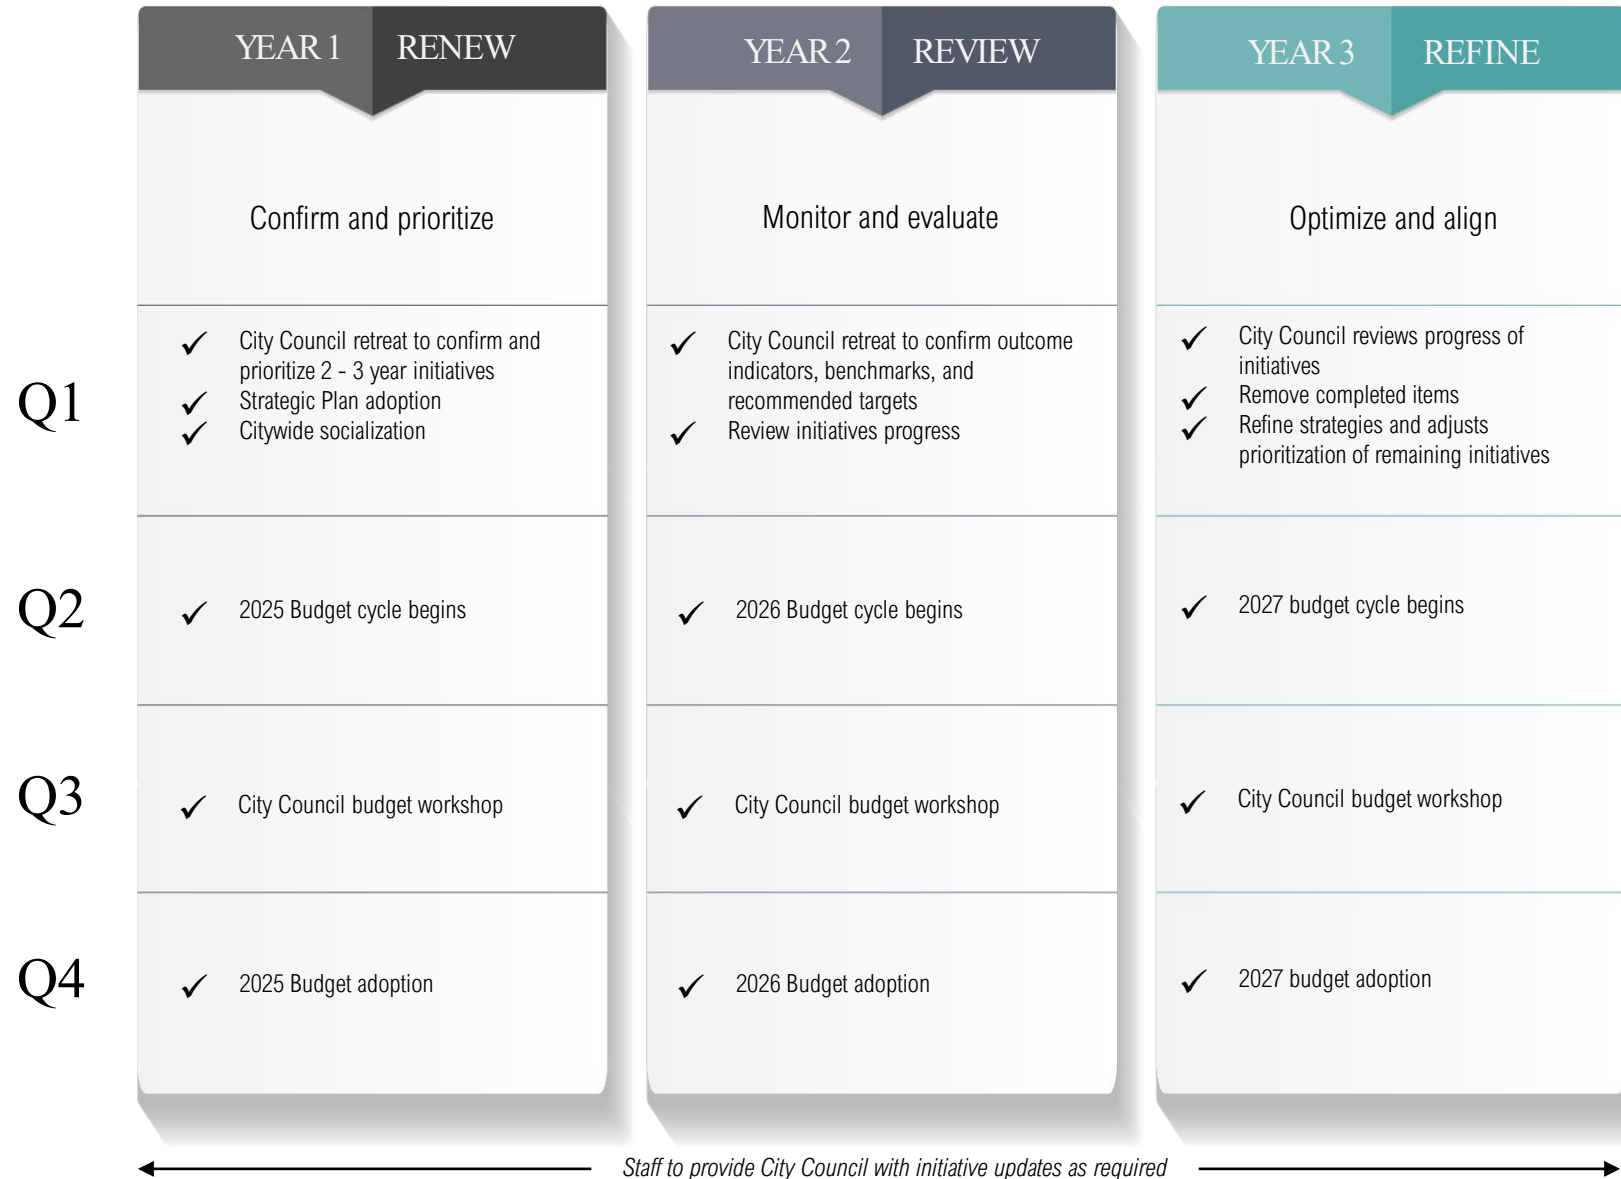 YEAR 1 RENEW
Confirm and prioritize
YEAR 2 REVIEW
Monitor and evaluate
YEAR 3 REFINE
Optimize and align
Q1
City Council retreat to confirm and
prioritize 2 - 3 year initiatives
Strategic Plan adoption
Citywide socialization
City Council retreat to confirm outcome
indicators, benchmarks, and
recommended targets
Review initiatives progress
City Council reviews progress of
initiatives
Remove completed items
Refine strategies and adjusts
prioritization of remaining initiatives
Q2
2025 Budget cycle begins
2026 Budget cycle begins
2027 budget cycle begins
Q3
City Council budget workshop
City Council budget workshop
City Council budget workshop
Q4
2025 Budget adoption
2026 Budget adoption
2027 budget adoption
Staff to provide City Council with initiative updates as required